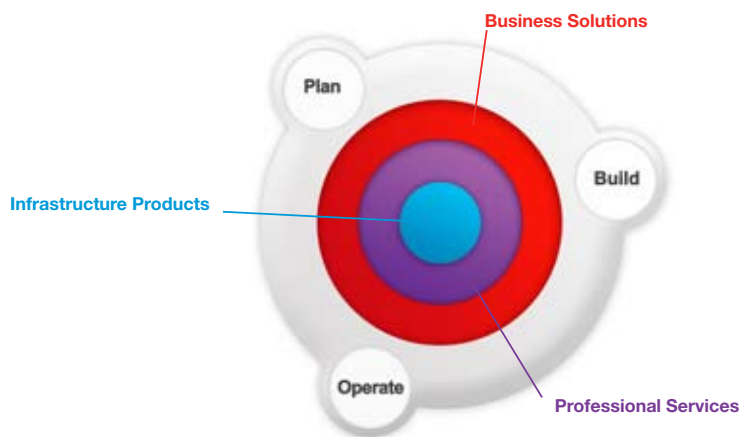 Business Solutions
Plan
Build
Infrastructure Products
Operate
Professional Services